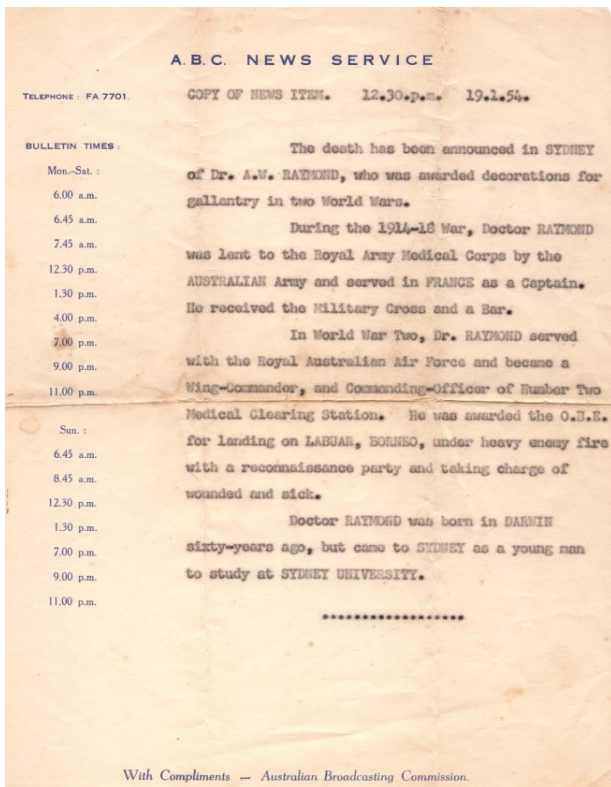 A.B.C. NEWS SERVICE
TELEPHONE: FA 7701.
COPY OF NEWS ITEM. 12.30.p.m. 19.1.54.
BULLETIN TIMES:
Mon.–Sat. :
6.00 a.m.
6.45 a.m.
7.45 a.m.
12.30 p.m.
1.30 p.m.
4.00 p.m.
7.00 p.m.
9.00 p.m.
11.00 p.m.
Sun. :
6.45 a.m.
8.45 a.m.
12.30 p.m.
1.30 p.m.
7.00 p.m.
9.00 p.m.
11.00 p.m.
The death has been announced in SYDNEY
of Dr. A.W. RAYMOND, who was awarded decorations for
gallantry in two World Wars.
During the 1914-18 War, Doctor RAYMOND
was lent to the Royal Army Medical Corps by the
AUSTRALIAN Army and served in FRANCE as a Captain.
He received the Military Cross and a Bar.
In World War Two, Dr. RAYMOND served
with the Royal Australian Air Force and became a
Wing-Commander, and Commanding-Officer of Number Two
Medical Clearing Station. He was awarded the O.B.E.
for landing on LABUAN, BORNEO, under heavy enemy fire
with a reconnaissance party and taking charge of
wounded and sick.
Doctor RAYMOND was born in DARWIN
sixty-years ago, but came to SYDNEY as a young man
to study at SYDNEY UNIVERSITY.
With Compliments — Australian Broadcasting Commission.